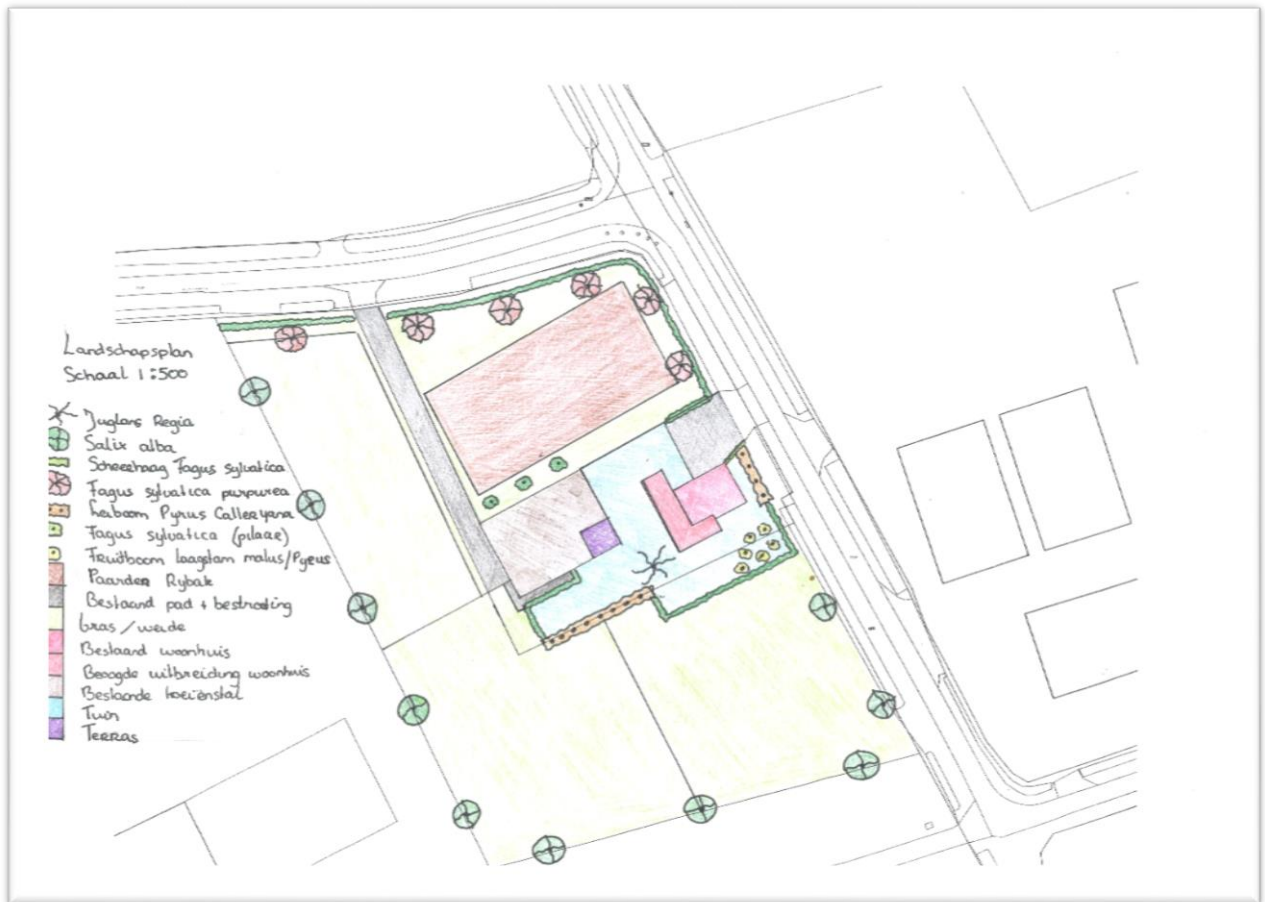 Landschapsplan
Schaal 1:500
Juglans Regia
Salix alba
Scheerhaag Fagus sylvatica
Fagus sylvatica purpurea
Leiboom Pyrus Calleryana
Fagus sylvatica (pilaar)
Fruitboom laagstam malus/Pyrus
Paarden Rybak
Bestaand pad + bestrating
Gras / weide
Bestaand woonhuis
Beoogde uitbreiding woonhuis
Bestaande koeiënstal
Tuin
Terras